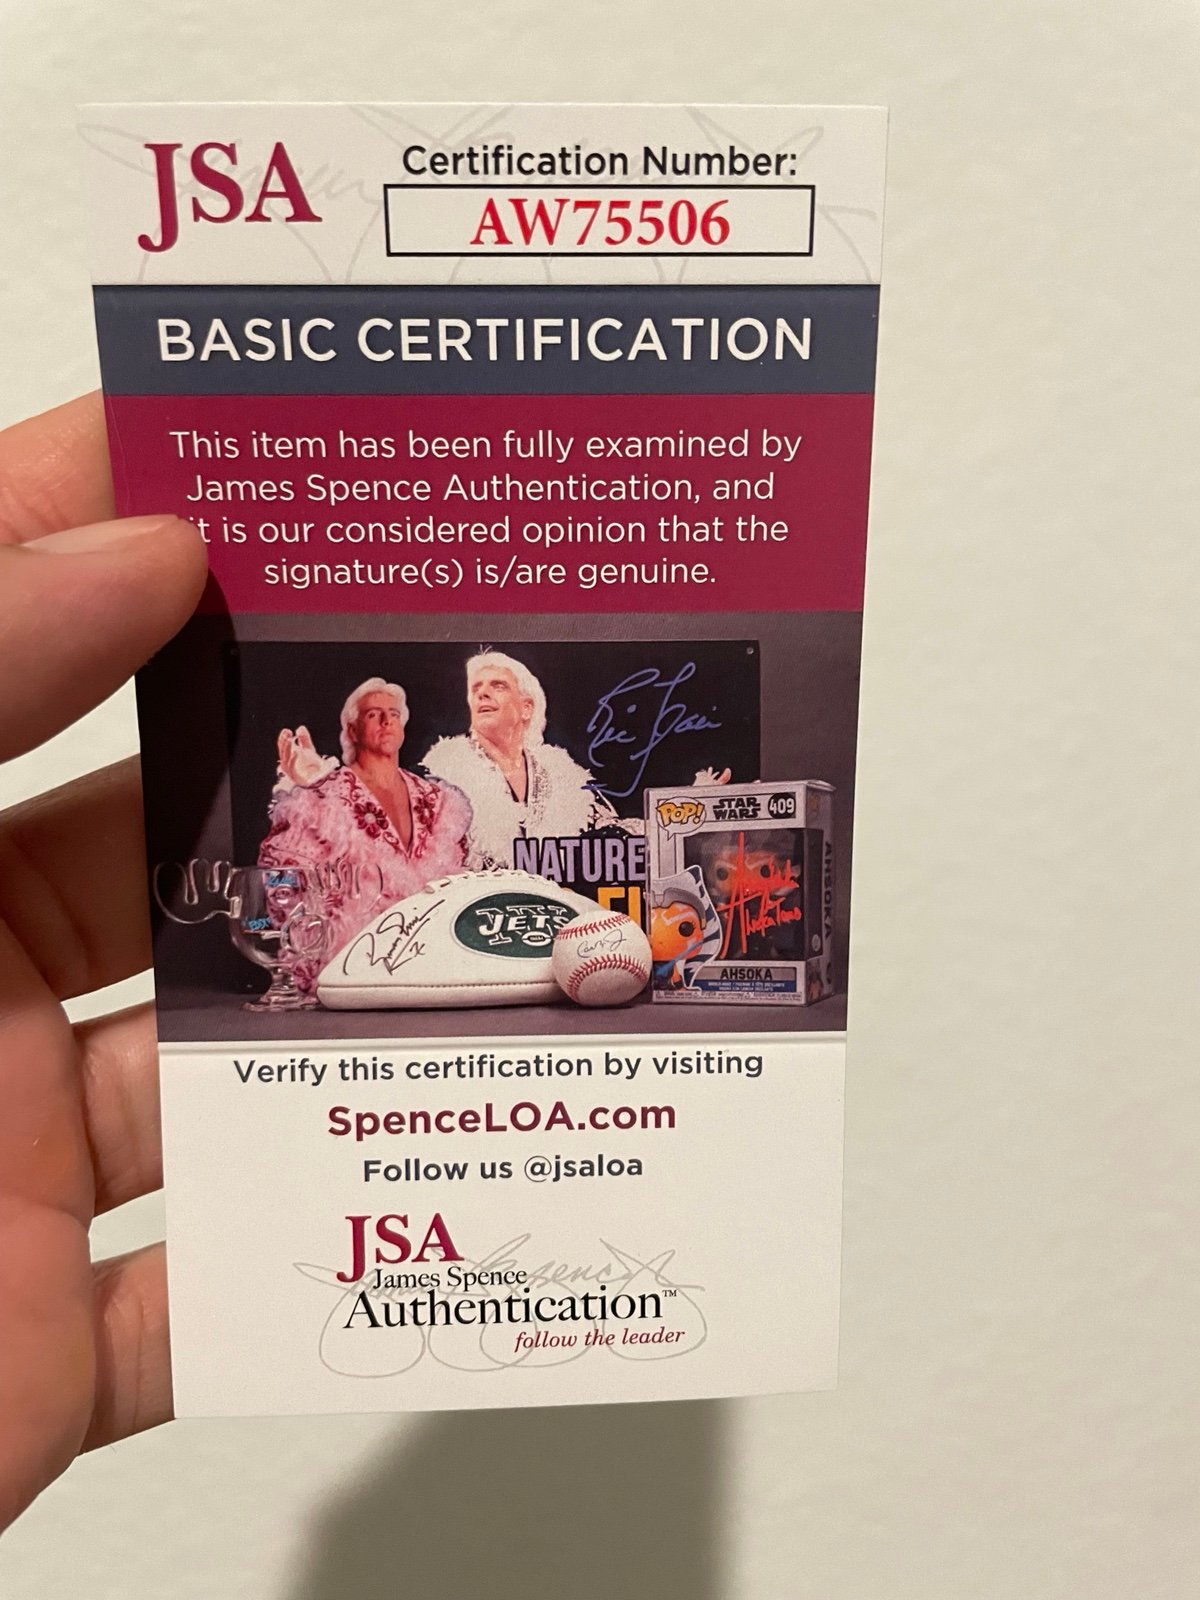 JSA
Certification Number:
AW75506
BASIC CERTIFICATION
This item has been fully examined by
James Spence Authentication, and
it is our considered opinion that the
signature(s) is/are genuine.
NATURE
JETS
POP!
STAR
WARS
409
AHSOKA
AHSOKA
Verify this certification by visiting
SpenceLOA.com
Follow us @jsaloa
JSA
James Spence
Authentication™
follow the leader